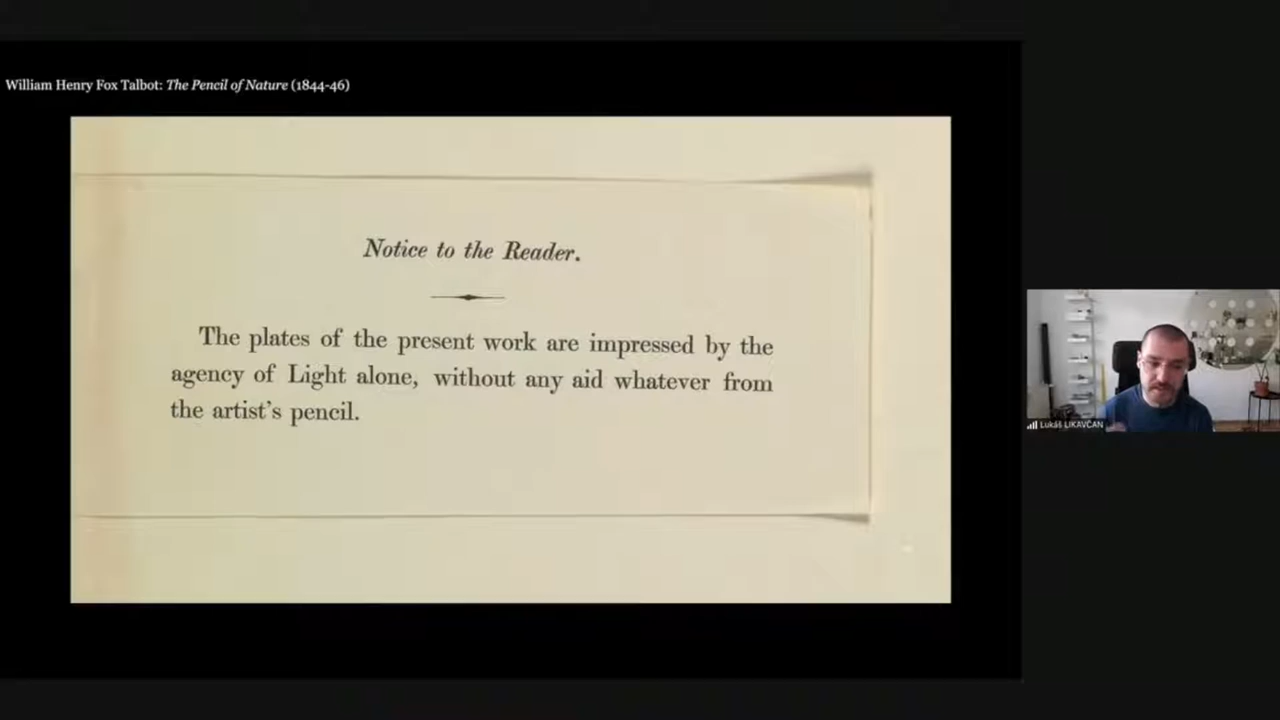 William Henry Fox Talbot: The Pencil of Nature (1844-46)
Notice to the Reader.
The plates of the present work are impressed by the
agency of Light alone, without any aid whatever from
the artist's pencil.
Lukáš LIKAVČAN